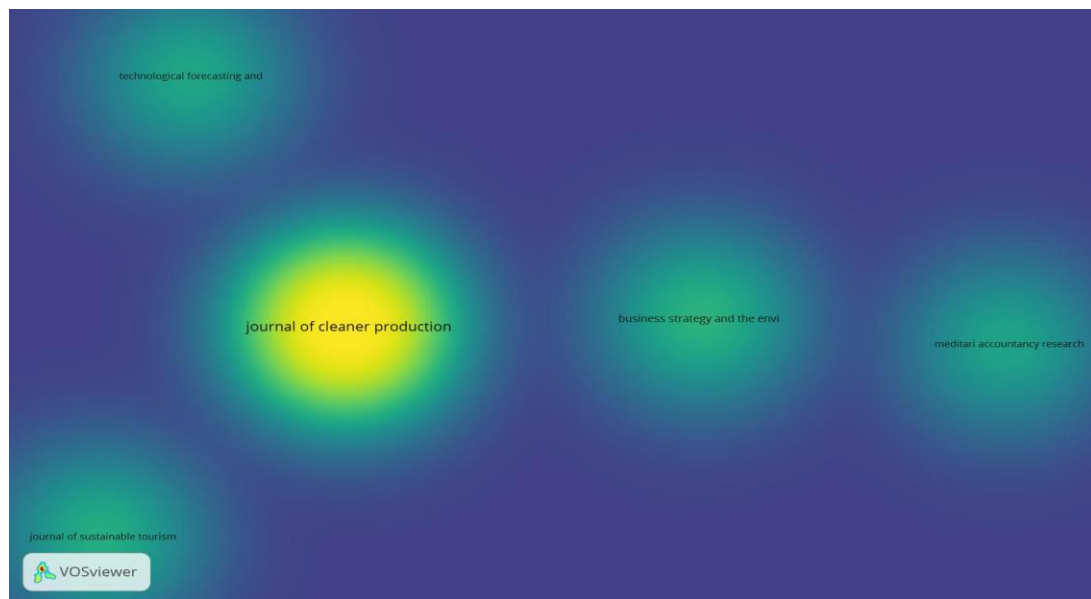 technological forecasting and
journal of cleaner production
business strategy and the envi
meditari accountancy research
journal of sustainable tourism
VOSviewer